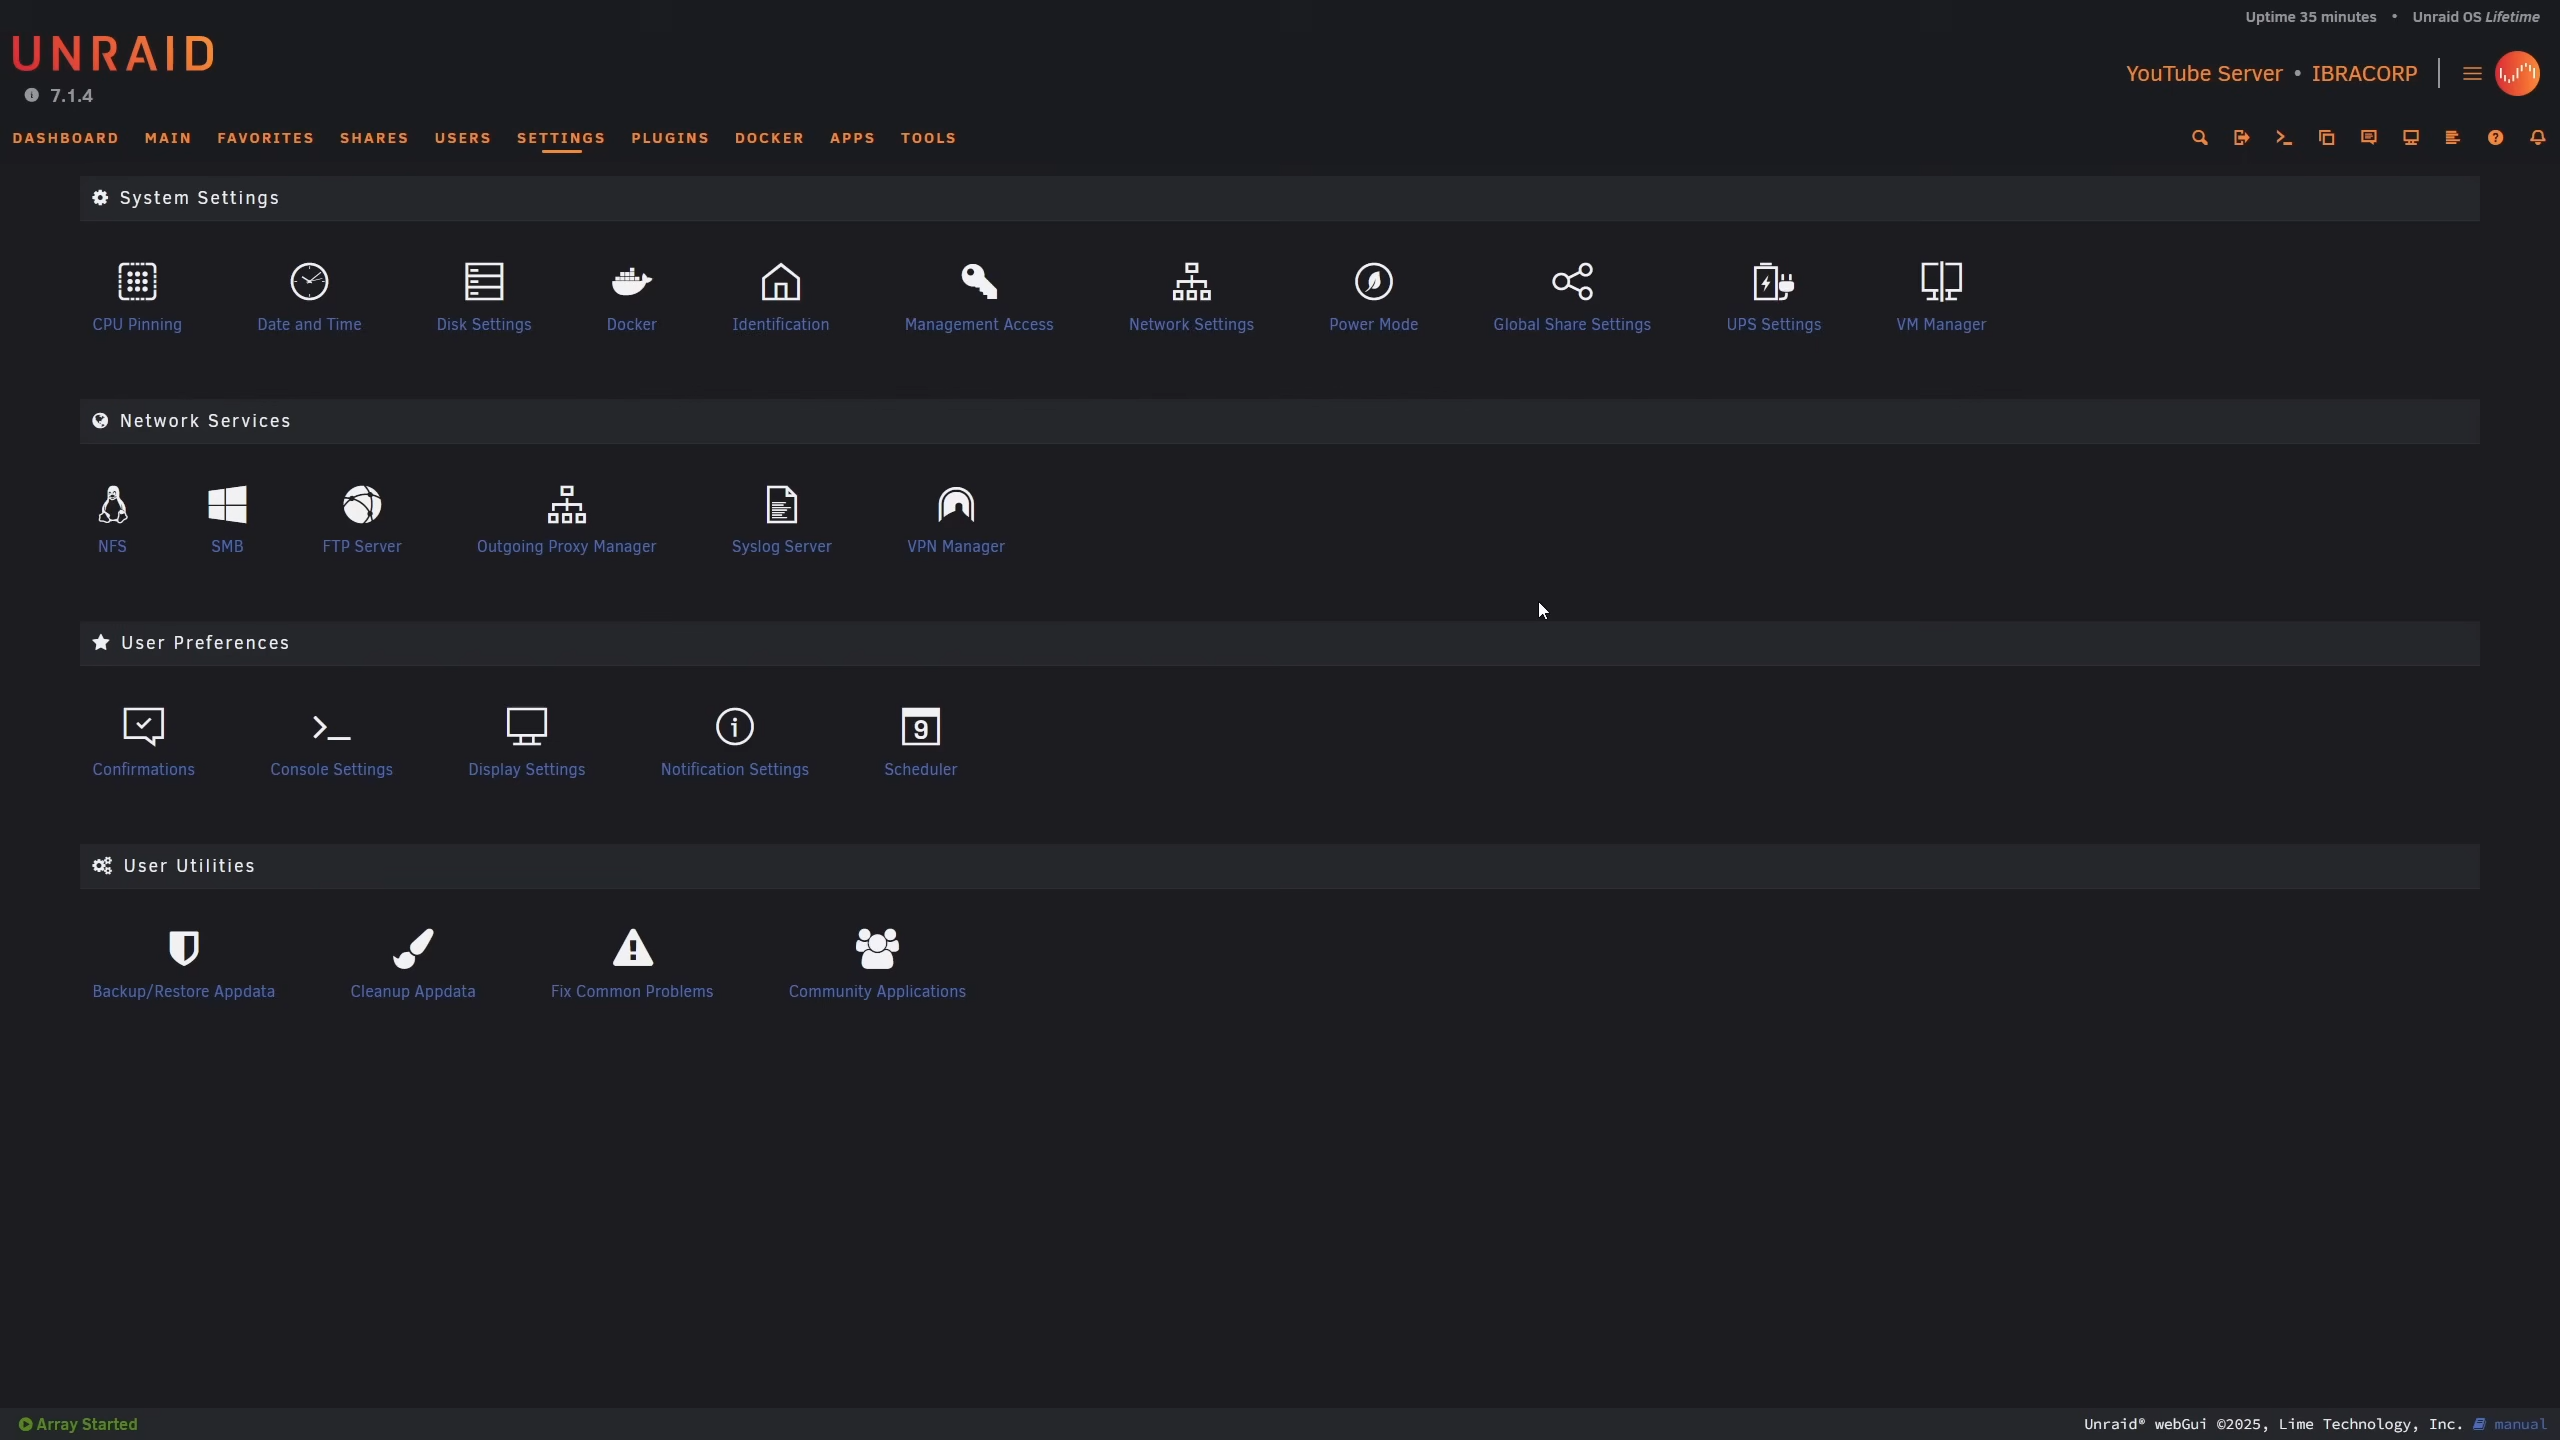 Uptime 35 minutes • Unraid OS Lifetime
UNRAID
7.1.4
YouTube Server • IBRACORP
DASHBOARD MAIN FAVORITES SHARES USERS SETTINGS PLUGINS DOCKER APPS TOOLS
System Settings
CPU Pinning Date and Time Disk Settings Docker Identification Management Access Network Settings Power Mode Global Share Settings UPS Settings VM Manager
Network Services
NFS SMB FTP Server Outgoing Proxy Manager Syslog Server VPN Manager
User Preferences
9
Confirmations Console Settings Display Settings Notification Settings Scheduler
User Utilities
Backup/Restore Appdata Cleanup Appdata Fix Common Problems Community Applications
Array Started
Unraid® webGui ©2025, Lime Technology, Inc. manual